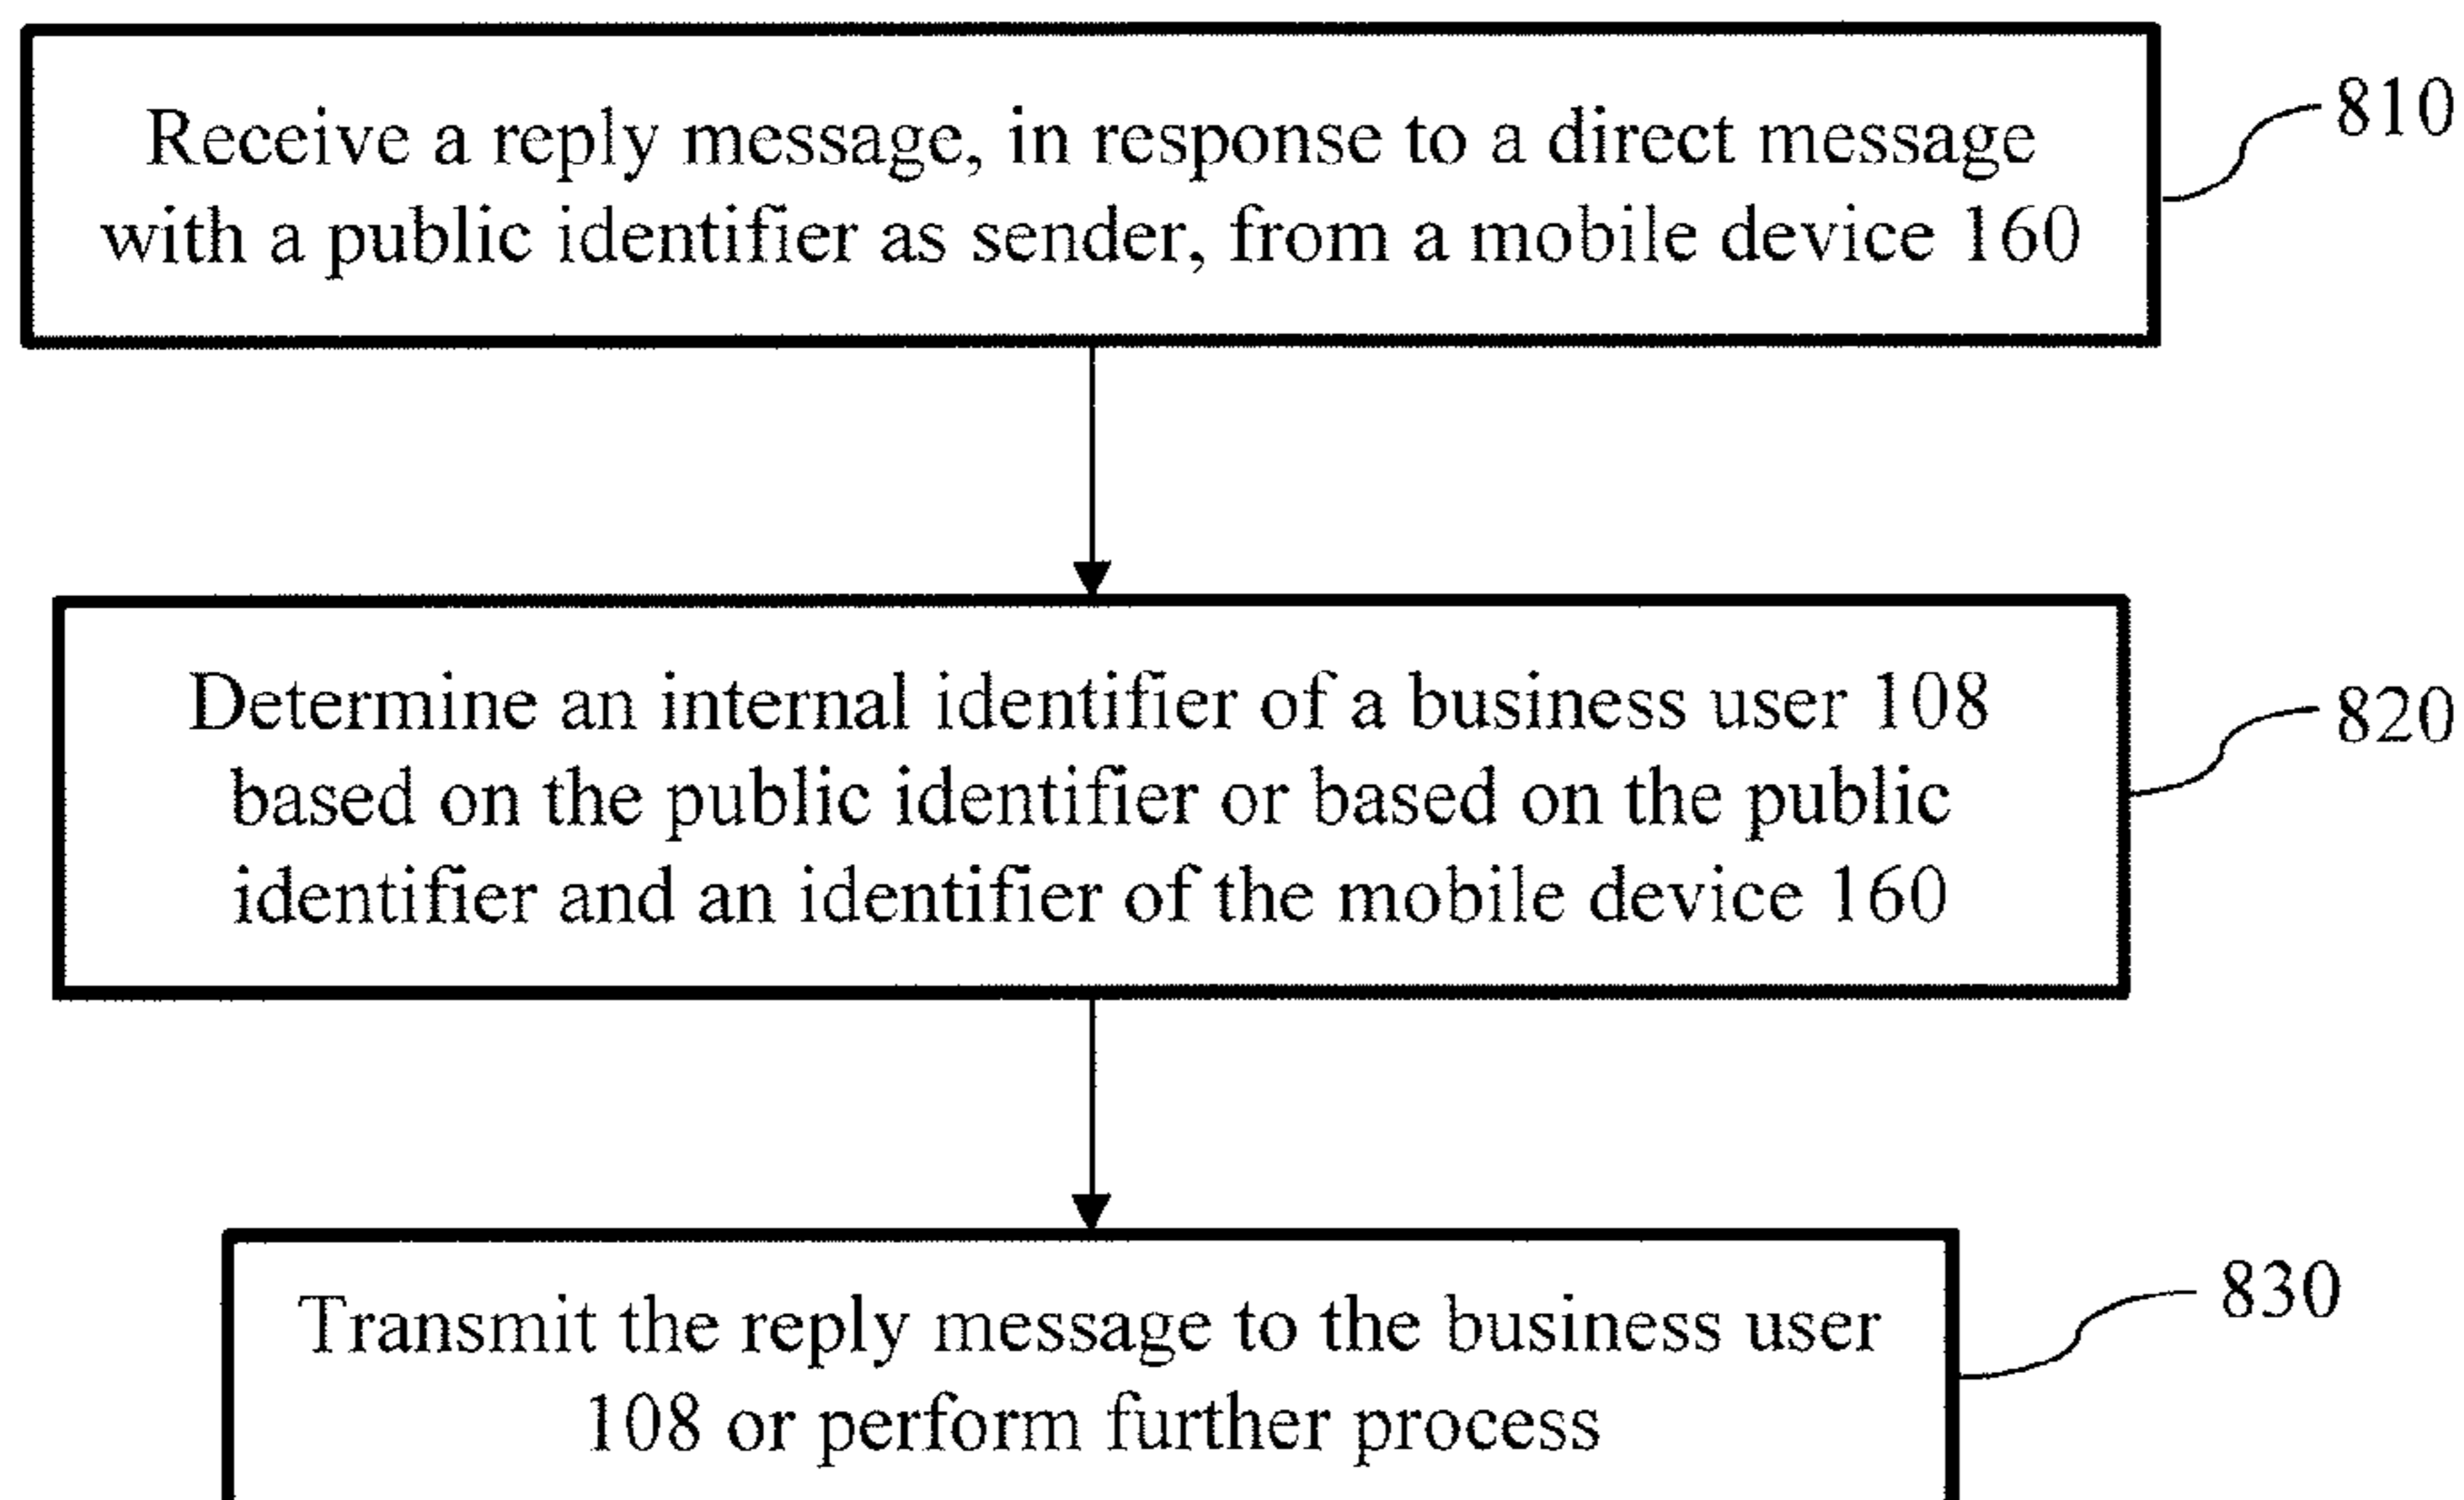 Receive a reply message, in response to a direct message
with a public identifier as sender, from a mobile device 160
810
Determine an internal identifier of a business user 108
based on the public identifier or based on the public
identifier and an identifier of the mobile device 160
820
Transmit the reply message to the business user
108 or perform further process
830